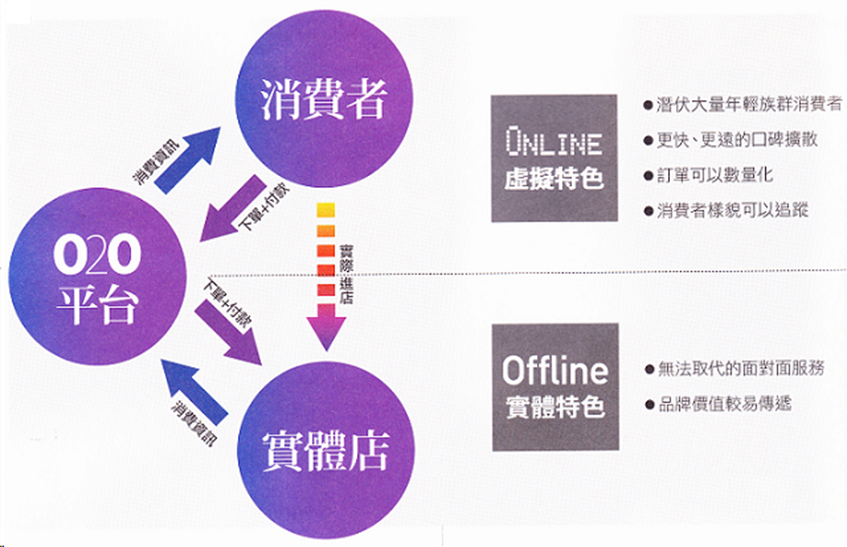 消費者
消費資訊
下單+付款
O2O
平台
實際進店
下單+付款
消費資訊
實體店
ONLINE
虛擬特色
●潛伏大量年輕族群消費者
●更快、更遠的口碑擴散
●訂單可以數量化
●消費者樣貌可以追蹤
Offline
實體特色
●無法取代的面對面服務
●品牌價值較易傳遞